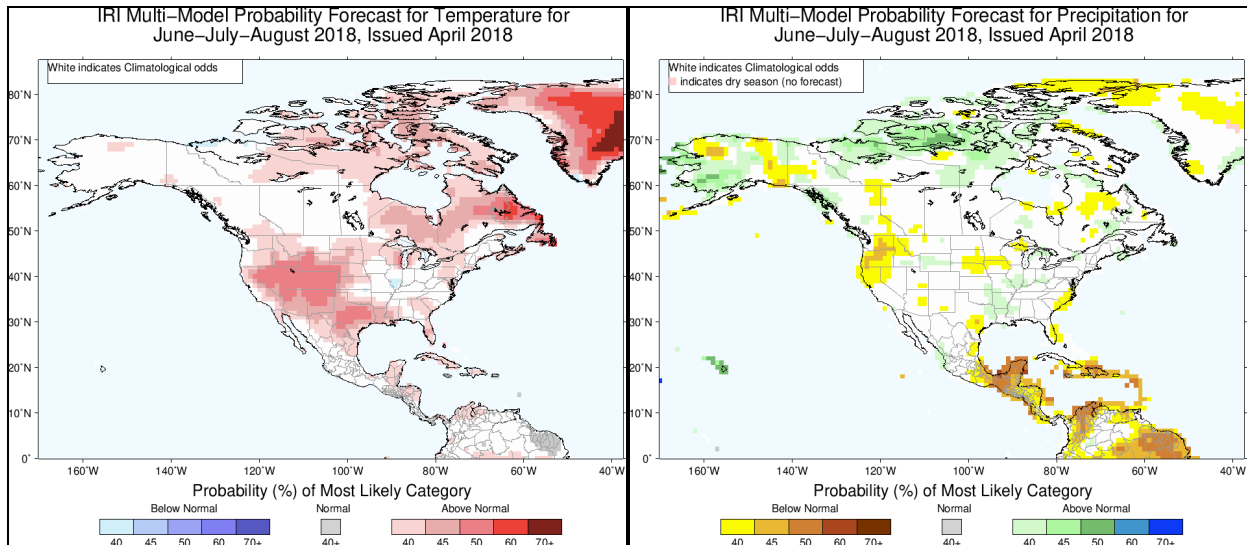 IRI Multi−Model Probability Forecast for Temperature for
June−July−August 2018, Issued April 2018
White indicates Climatological odds
80°N
70°N
60°N
50°N
40°N
30°N
20°N
10°N
0°
160°W
140°W
120°W
100°W
80°W
60°W
40°W
Probability (%) of Most Likely Category
Below Normal
Normal
Above Normal
40 45 50 60 70+
40+
40 45 50 60 70+
IRI Multi−Model Probability Forecast for Precipitation for
June−July−August 2018, Issued April 2018
White indicates Climatological odds
indicates dry season (no forecast)
80°N
70°N
60°N
50°N
40°N
30°N
20°N
10°N
0°
160°W
140°W
120°W
100°W
80°W
60°W
40°W
Probability (%) of Most Likely Category
Below Normal
Normal
Above Normal
40 45 50 60 70+
40+
40 45 50 60 70+